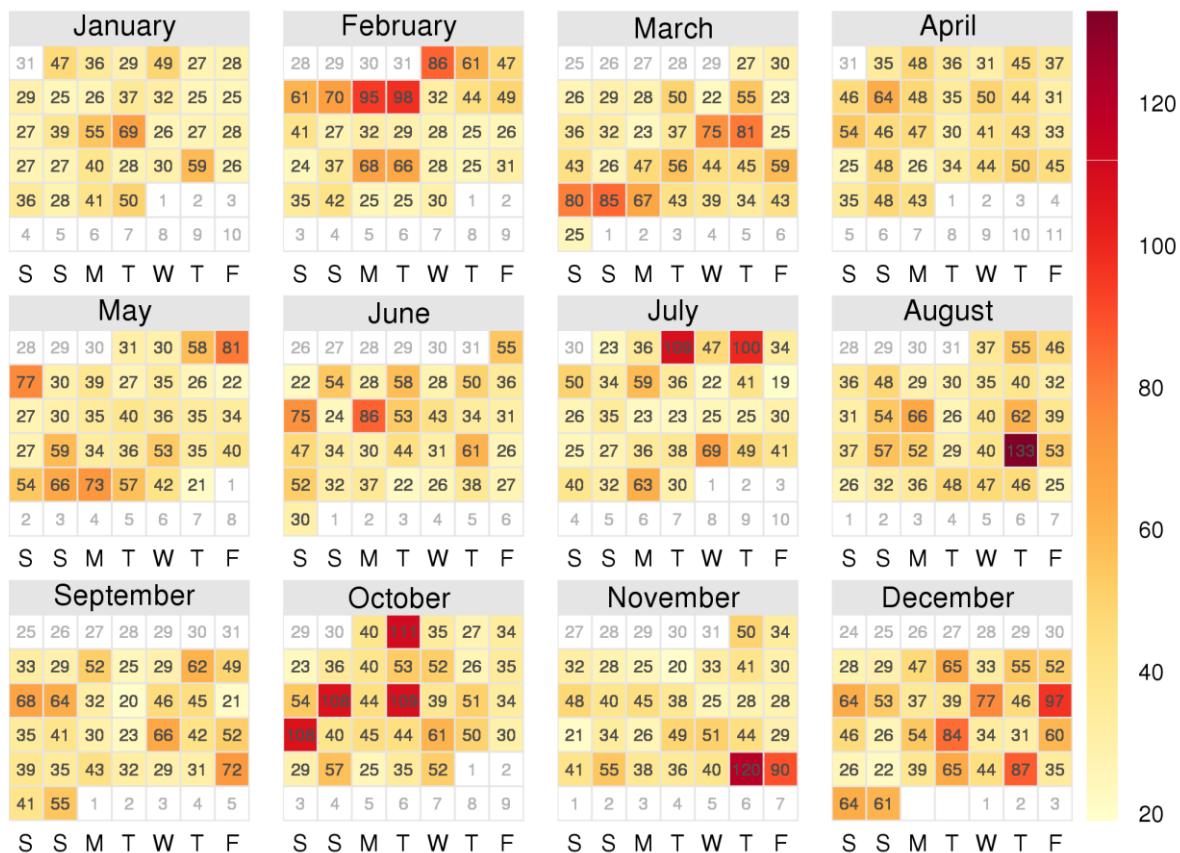 January February March April
31 47 36 29 49 27 28 28 29 30 31 86 61 47 25 26 27 28 29 27 30 31 35 48 36 31 45 37
29 25 26 37 32 25 25 61 70 95 98 32 44 49 26 29 28 50 22 55 23 46 64 48 35 50 44 31 120
27 39 55 69 26 27 28 41 27 32 29 28 25 26 36 32 23 37 75 81 25 54 46 47 30 41 43 33
27 27 40 28 30 59 26 24 37 68 66 28 25 31 43 26 47 56 44 45 59 25 48 26 34 44 50 45
36 28 41 50 1 2 3 35 42 25 25 30 1 2 80 85 67 43 39 34 43 35 48 43 1 2 3 4
4 5 6 7 8 9 10 3 4 5 6 7 8 9 25 1 2 3 4 5 6 5 6 7 8 9 10 11 100
S S M T W T F S S M T W T F S S M T W T F S S M T W T F
May June July August
28 29 30 31 30 58 81 26 27 28 29 30 31 55 30 23 36 109 47 100 34 28 29 30 31 37 55 46
77 30 39 27 35 26 22 22 54 28 58 28 50 36 50 34 59 36 22 41 19 36 48 29 30 35 40 32 80
27 30 35 40 36 35 34 75 24 86 53 43 34 31 26 35 23 23 25 25 30 31 54 66 26 40 62 39
27 59 34 36 53 35 40 47 34 30 44 31 61 26 25 27 36 38 69 49 41 37 57 52 29 40 133 53
54 66 73 57 42 21 1 52 32 37 22 26 38 27 40 32 63 30 1 2 3 26 32 36 48 47 46 25
2 3 4 5 6 7 8 30 1 2 3 4 5 6 4 5 6 7 8 9 10 1 2 3 4 5 6 7 60
S S M T W T F S S M T W T F S S M T W T F S S M T W T F
September October November December
25 26 27 28 29 30 31 29 30 40 111 35 27 34 27 28 29 30 31 50 34 24 25 26 27 28 29 30
33 29 52 25 29 62 49 23 36 40 53 52 26 35 32 28 25 20 33 41 30 28 29 47 65 33 55 52 40
68 64 32 20 46 45 21 54 108 44 109 39 51 34 48 40 45 38 25 28 28 64 53 37 39 77 46 97
35 41 30 23 66 42 52 108 40 45 44 61 50 30 21 34 26 49 51 44 29 46 26 54 84 34 31 60
39 35 43 32 29 31 72 29 57 25 35 52 1 2 41 55 38 36 40 120 90 26 22 39 65 44 87 35
41 55 1 2 3 4 5 3 4 5 6 7 8 9 1 2 3 4 5 6 7 64 61 1 2 3 20
S S M T W T F S S M T W T F S S M T W T F S S M T W T F